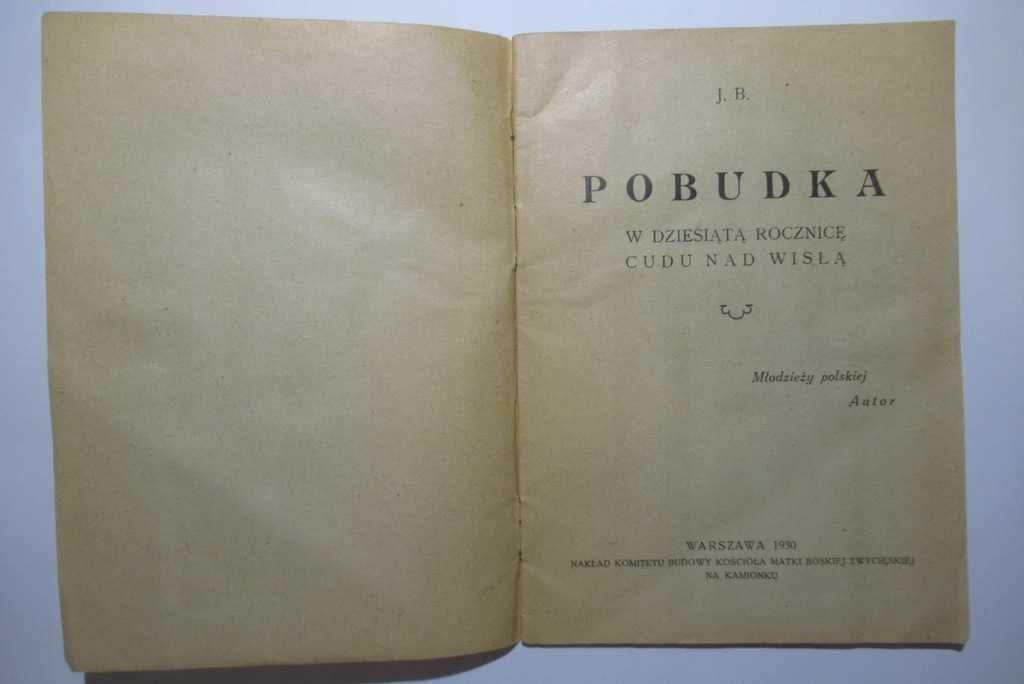 J. B.
POBUDKA
W DZIESIĄTĄ ROCZNICĘ
CUDU NAD WISŁĄ
Młodzieży polskiej
Autor
WARSZAWA 1930
NAKŁAD KOMITETU BUDOWY KOŚCIOŁA MATKI BOSKIEJ ZWYCIĘSKIEJ
NA KAMIONKU